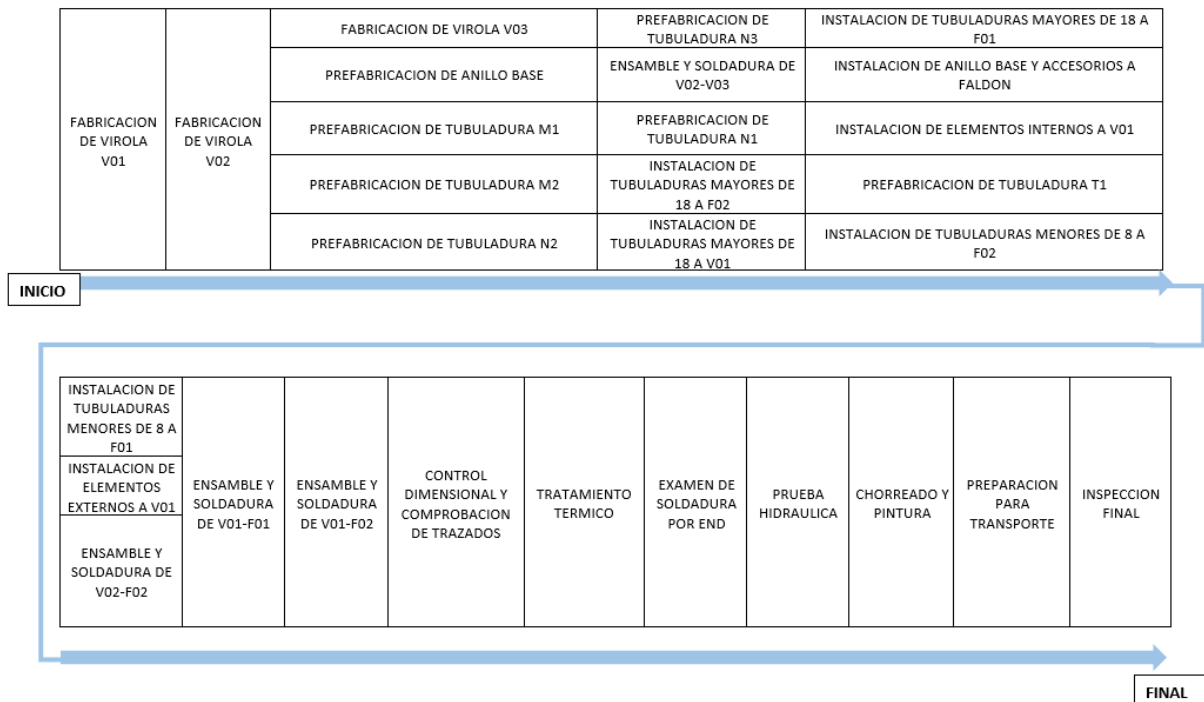 FABRICACION
DE VIROLA
V01
FABRICACION
DE VIROLA
V02
FABRICACION DE VIROLA V03
PREFABRICACION DE
TUBULADURA N3
INSTALACION DE TUBULADURAS MAYORES DE 18 A
F01
PREFABRICACION DE ANILLO BASE
ENSAMBLE Y SOLDADURA DE
V02-V03
INSTALACION DE ANILLO BASE Y ACCESORIOS A
FALDON
PREFABRICACION DE TUBULADURA M1
PREFABRICACION DE
TUBULADURA N1
INSTALACION DE ELEMENTOS INTERNOS A V01
PREFABRICACION DE TUBULADURA M2
INSTALACION DE
TUBULADURAS MAYORES DE
18 A F02
PREFABRICACION DE TUBULADURA T1
PREFABRICACION DE TUBULADURA N2
INSTALACION DE
TUBULADURAS MAYORES DE
18 A V01
INSTALACION DE TUBULADURAS MENORES DE 8 A
F02
INICIO
INSTALACION DE
TUBULADURAS
MENORES DE 8 A
F01
INSTALACION DE
ELEMENTOS
EXTERNOS A V01
ENSAMBLE Y
SOLDADURA DE
V02-F02
ENSAMBLE Y
SOLDADURA
DE V01-F01
ENSAMBLE Y
SOLDADURA
DE V01-F02
CONTROL
DIMENSIONAL Y
COMPROBACION
DE TRAZADOS
TRATAMIENTO
TERMICO
EXAMEN DE
SOLDADURA
POR END
PRUEBA
HIDRAULICA
CHORREADO Y
PINTURA
PREPARACION
PARA
TRANSPORTE
INSPECCION
FINAL
FINAL